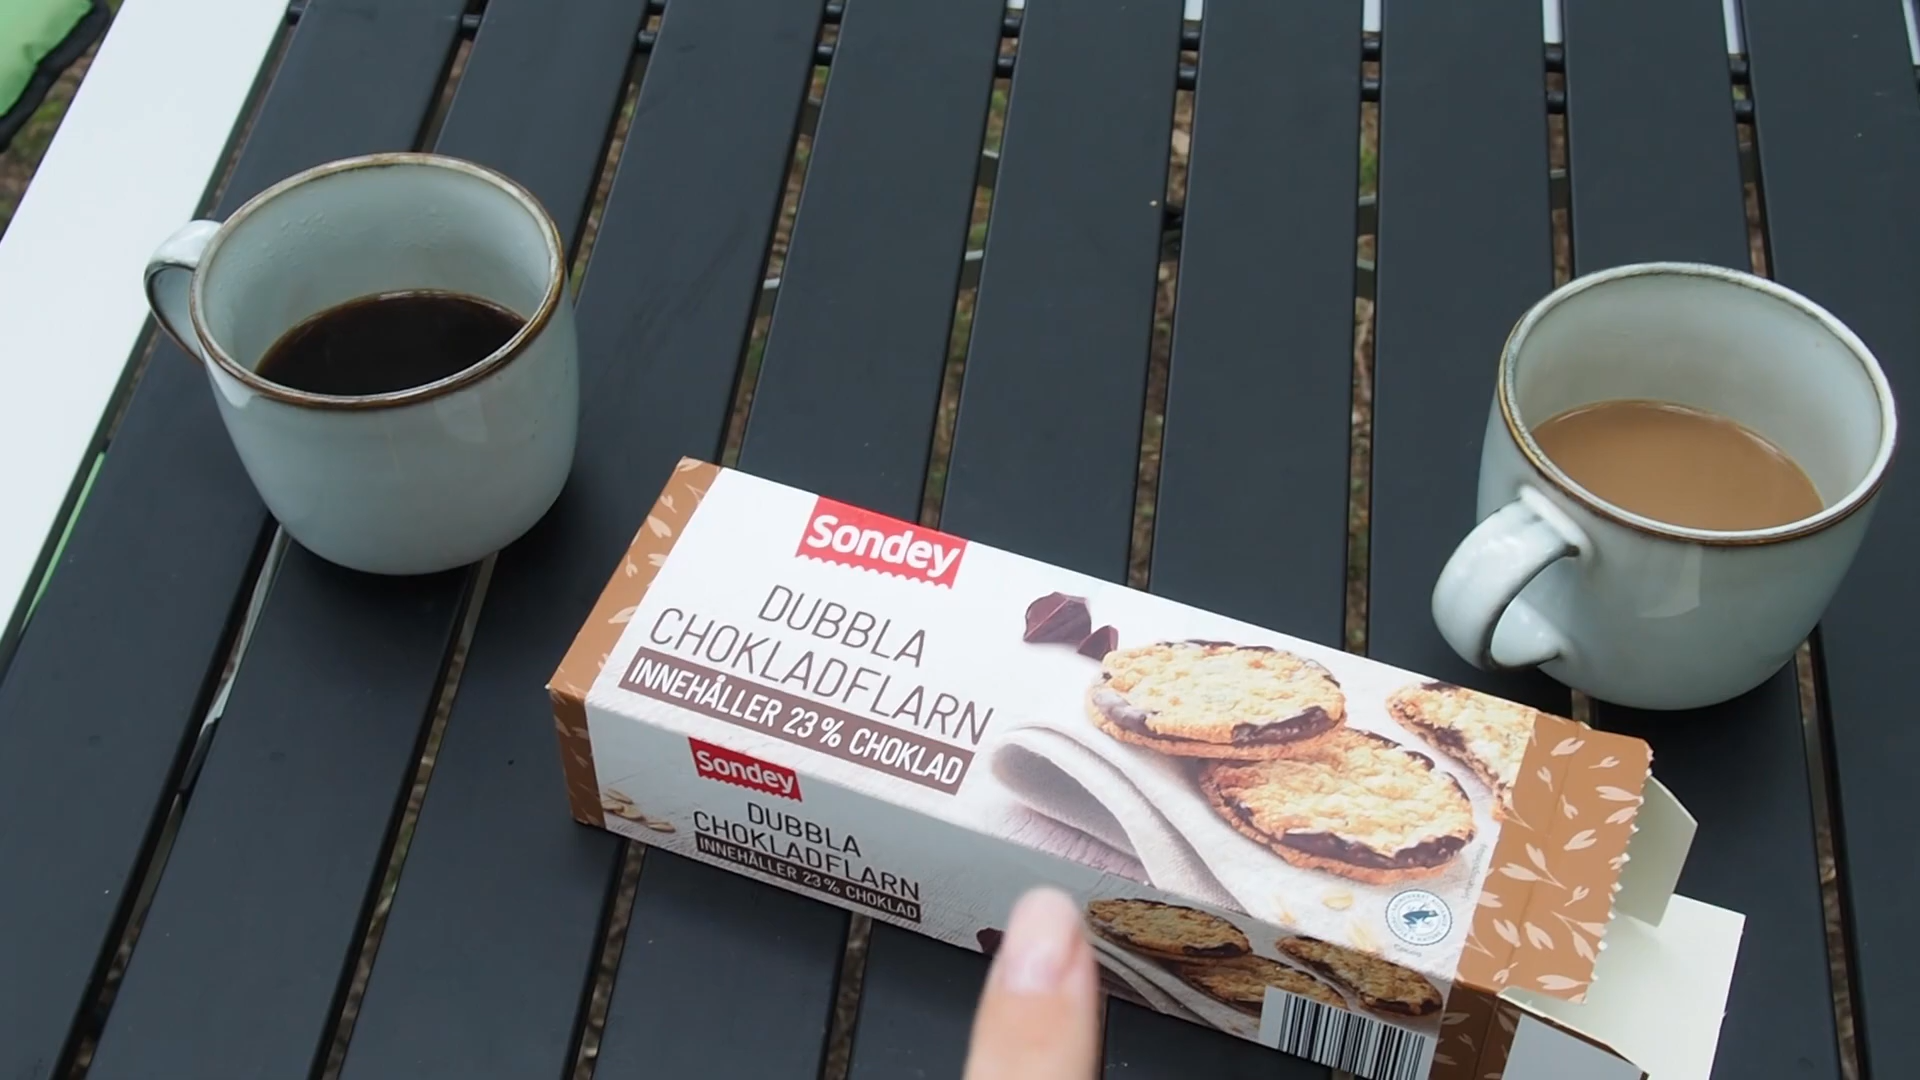 Sondey
DUBBLA
CHOKLADFLARN
INNEHÅLLER 23% CHOKLAD
Sondey
DUBBLA
CHOKLADFLARN
INNEHÅLLER 23% CHOKLAD